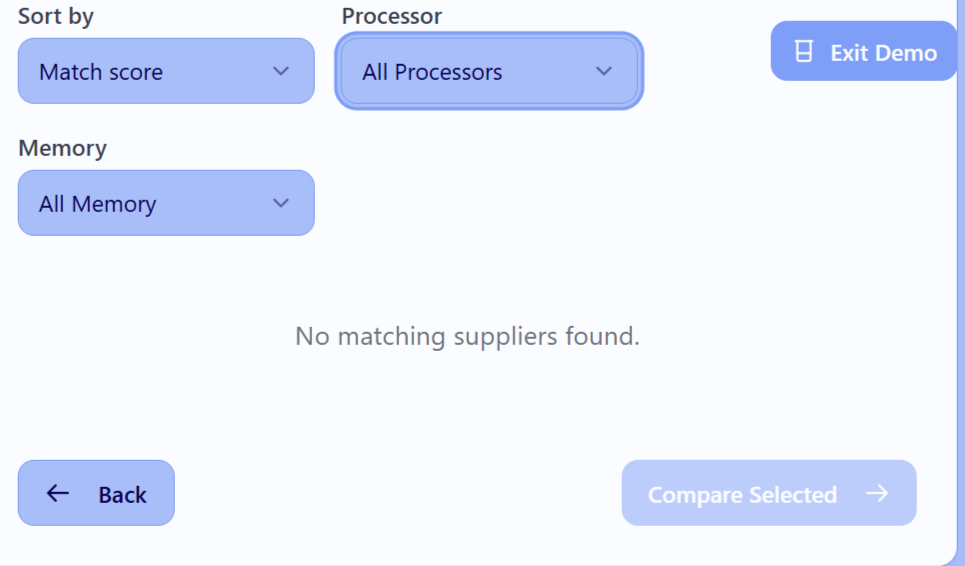 Sort by
Processor
Match score
All Processors
Exit Demo
Memory
All Memory
No matching suppliers found.
Back
Compare Selected